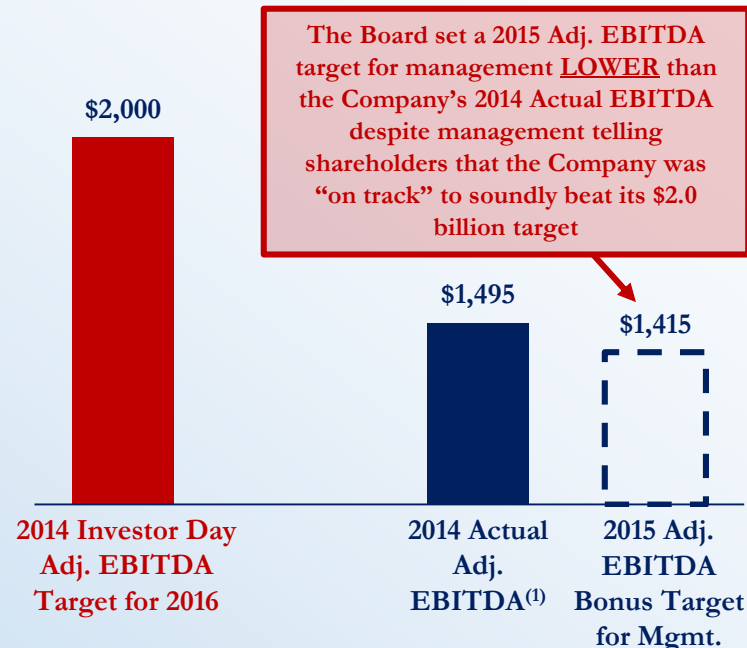 The Board set a 2015 Adj. EBITDA
target for management LOWER than
the Company’s 2014 Actual EBITDA
despite management telling
shareholders that the Company was
“on track” to soundly beat its $2.0
billion target
$2,000
$1,495
$1,415
2014 Investor Day
Adj. EBITDA
Target for 2016
2014 Actual
Adj.
EBITDA(1)
2015 Adj.
EBITDA
Bonus Target
for Mgmt.